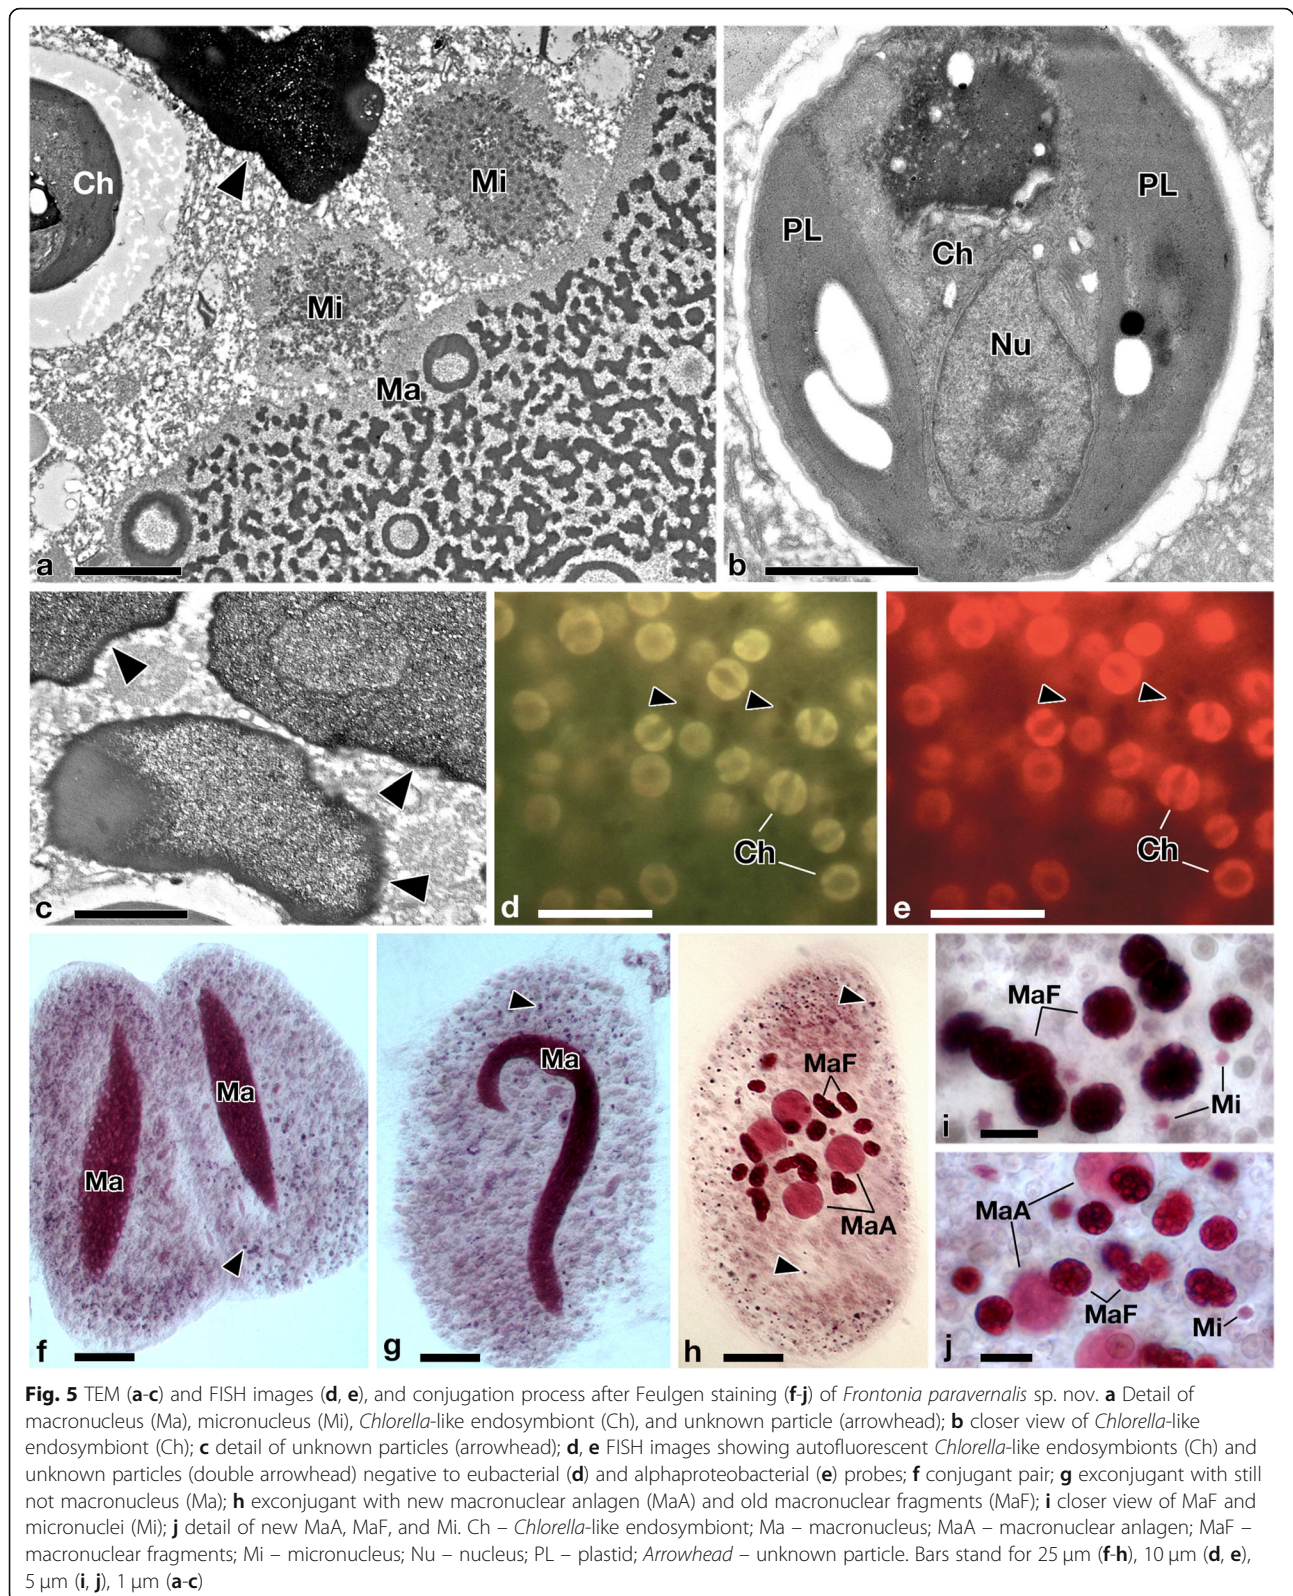 Ch
Mi
Mi
Ma
a
PL
PL
Ch
Nu
b
c
Ch
d
Ch
e
Ma
Ma
f
Ma
g
MaF
MaA
h
MaF
Mi
i
MaA
MaF
Mi
j
Fig. 5 TEM (a-c) and FISH images (d, e), and conjugation process after Feulgen staining (f-j) of Frontonia paravernalis sp. nov. a Detail of
macronucleus (Ma), micronucleus (Mi), Chlorella-like endosymbiont (Ch), and unknown particle (arrowhead); b closer view of Chlorella-like
endosymbiont (Ch); c detail of unknown particles (arrowhead); d, e FISH images showing autofluorescent Chlorella-like endosymbionts (Ch) and
unknown particles (double arrowhead) negative to eubacterial (d) and alphaproteobacterial (e) probes; f conjugant pair; g exconjugant with still
not macronucleus (Ma); h exconjugant with new macronuclear anlagen (MaA) and old macronuclear fragments (MaF); i closer view of MaF and
micronuclei (Mi); j detail of new MaA, MaF, and Mi. Ch – Chlorella-like endosymbiont; Ma – macronucleus; MaA – macronuclear anlagen; MaF –
macronuclear fragments; Mi – micronucleus; Nu – nucleus; PL – plastid; Arrowhead – unknown particle. Bars stand for 25 μm (f-h), 10 μm (d, e),
5 μm (i, j), 1 μm (a-c)